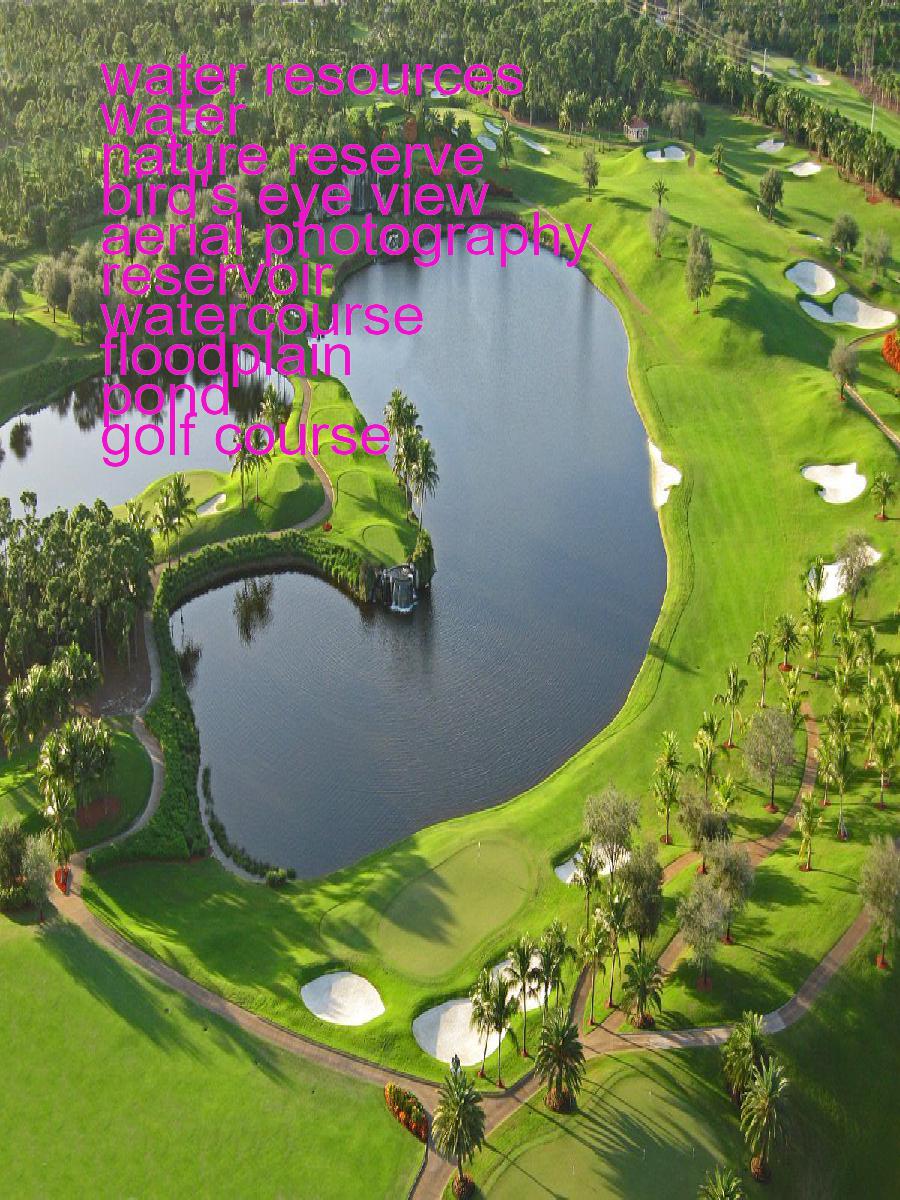 water resources
water
nature reserve
bird's eye view
aerial photography
reservoir
watercourse
floodplain
pond
golf course